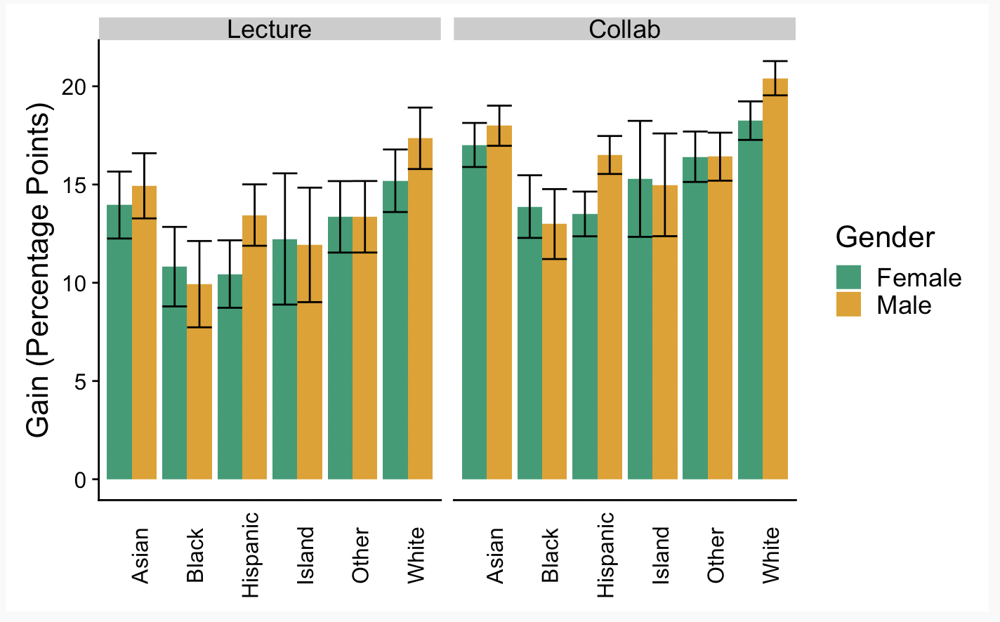 Lecture
Collab
Gain (Percentage Points)
20
15
10
5
0
Asian
Black
Hispanic
Island
Other
White
Asian
Black
Hispanic
Island
Other
White
Gender
Female
Male